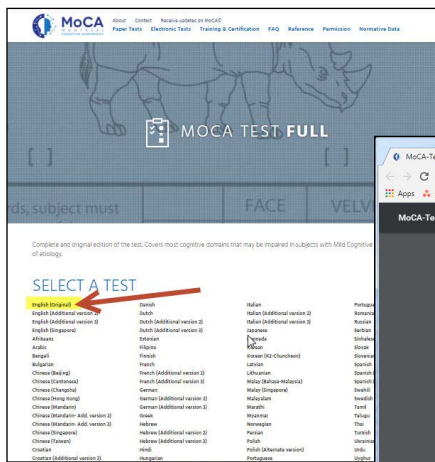 MoCA
MONTREAL
COGNITIVE ASSESSMENT
About Contact Receive updates on MoCA©
Paper Tests Electronic Tests Training & Certification FAQ Reference Permission Normative Data
MOCA TEST FULL
[ ] [ ]
rds, subject must FACE VELV
Complete and original edition of the test. Covers most cognitive domains that may be impaired in subjects with Mild Cognitive
of etiology.
SELECT A TEST
English (Original) Danish Italian Portugue
English (Additional version 2) Dutch Italian (Additional version 2) Romania
English (Additional version 3) Dutch (Additional version 2) Italian (Additional version 3) Russian
English (Singapore) Dutch (Additional version 3) Japanese Serbian
Afrikaans Estonian Sinhalese
Arabic Filipino Slovak
Bengali Finnish Korean (K2-Chuncheon) Slovenian
Bulgarian French Latvian Spanish
Chinese (Beijing) French (Additional version 2) Lithuanian Spanish
Chinese (Cantonese) French (Additional version 3) Malay (Bahasa-Malaysia) Spanish
Chinese (Changsha) German Malay (Singapore) Swahili
Chinese (Hong Kong) German (Additional version 2) Malayalam Swedish
Chinese (Mandarin) German (Additional version 3) Marathi Tamil
Chinese (Mandarin- Add. version 2) Greek Myanmar Telugu
Chinese (Mandarin- Add. version 3) Hebrew Norwegian Thai
Chinese (Singapore) Hebrew (Additional version 2) Persian Turkish
Chinese (Taiwan) Hebrew (Additional version 3) Polish Ukrainia
Croatian Hindi Polish (Alternate version) Urdu
Croatian (Additional version 2) Hungarian Portuguese Uyghur
MoCA-Te
Apps
MoCA-Te